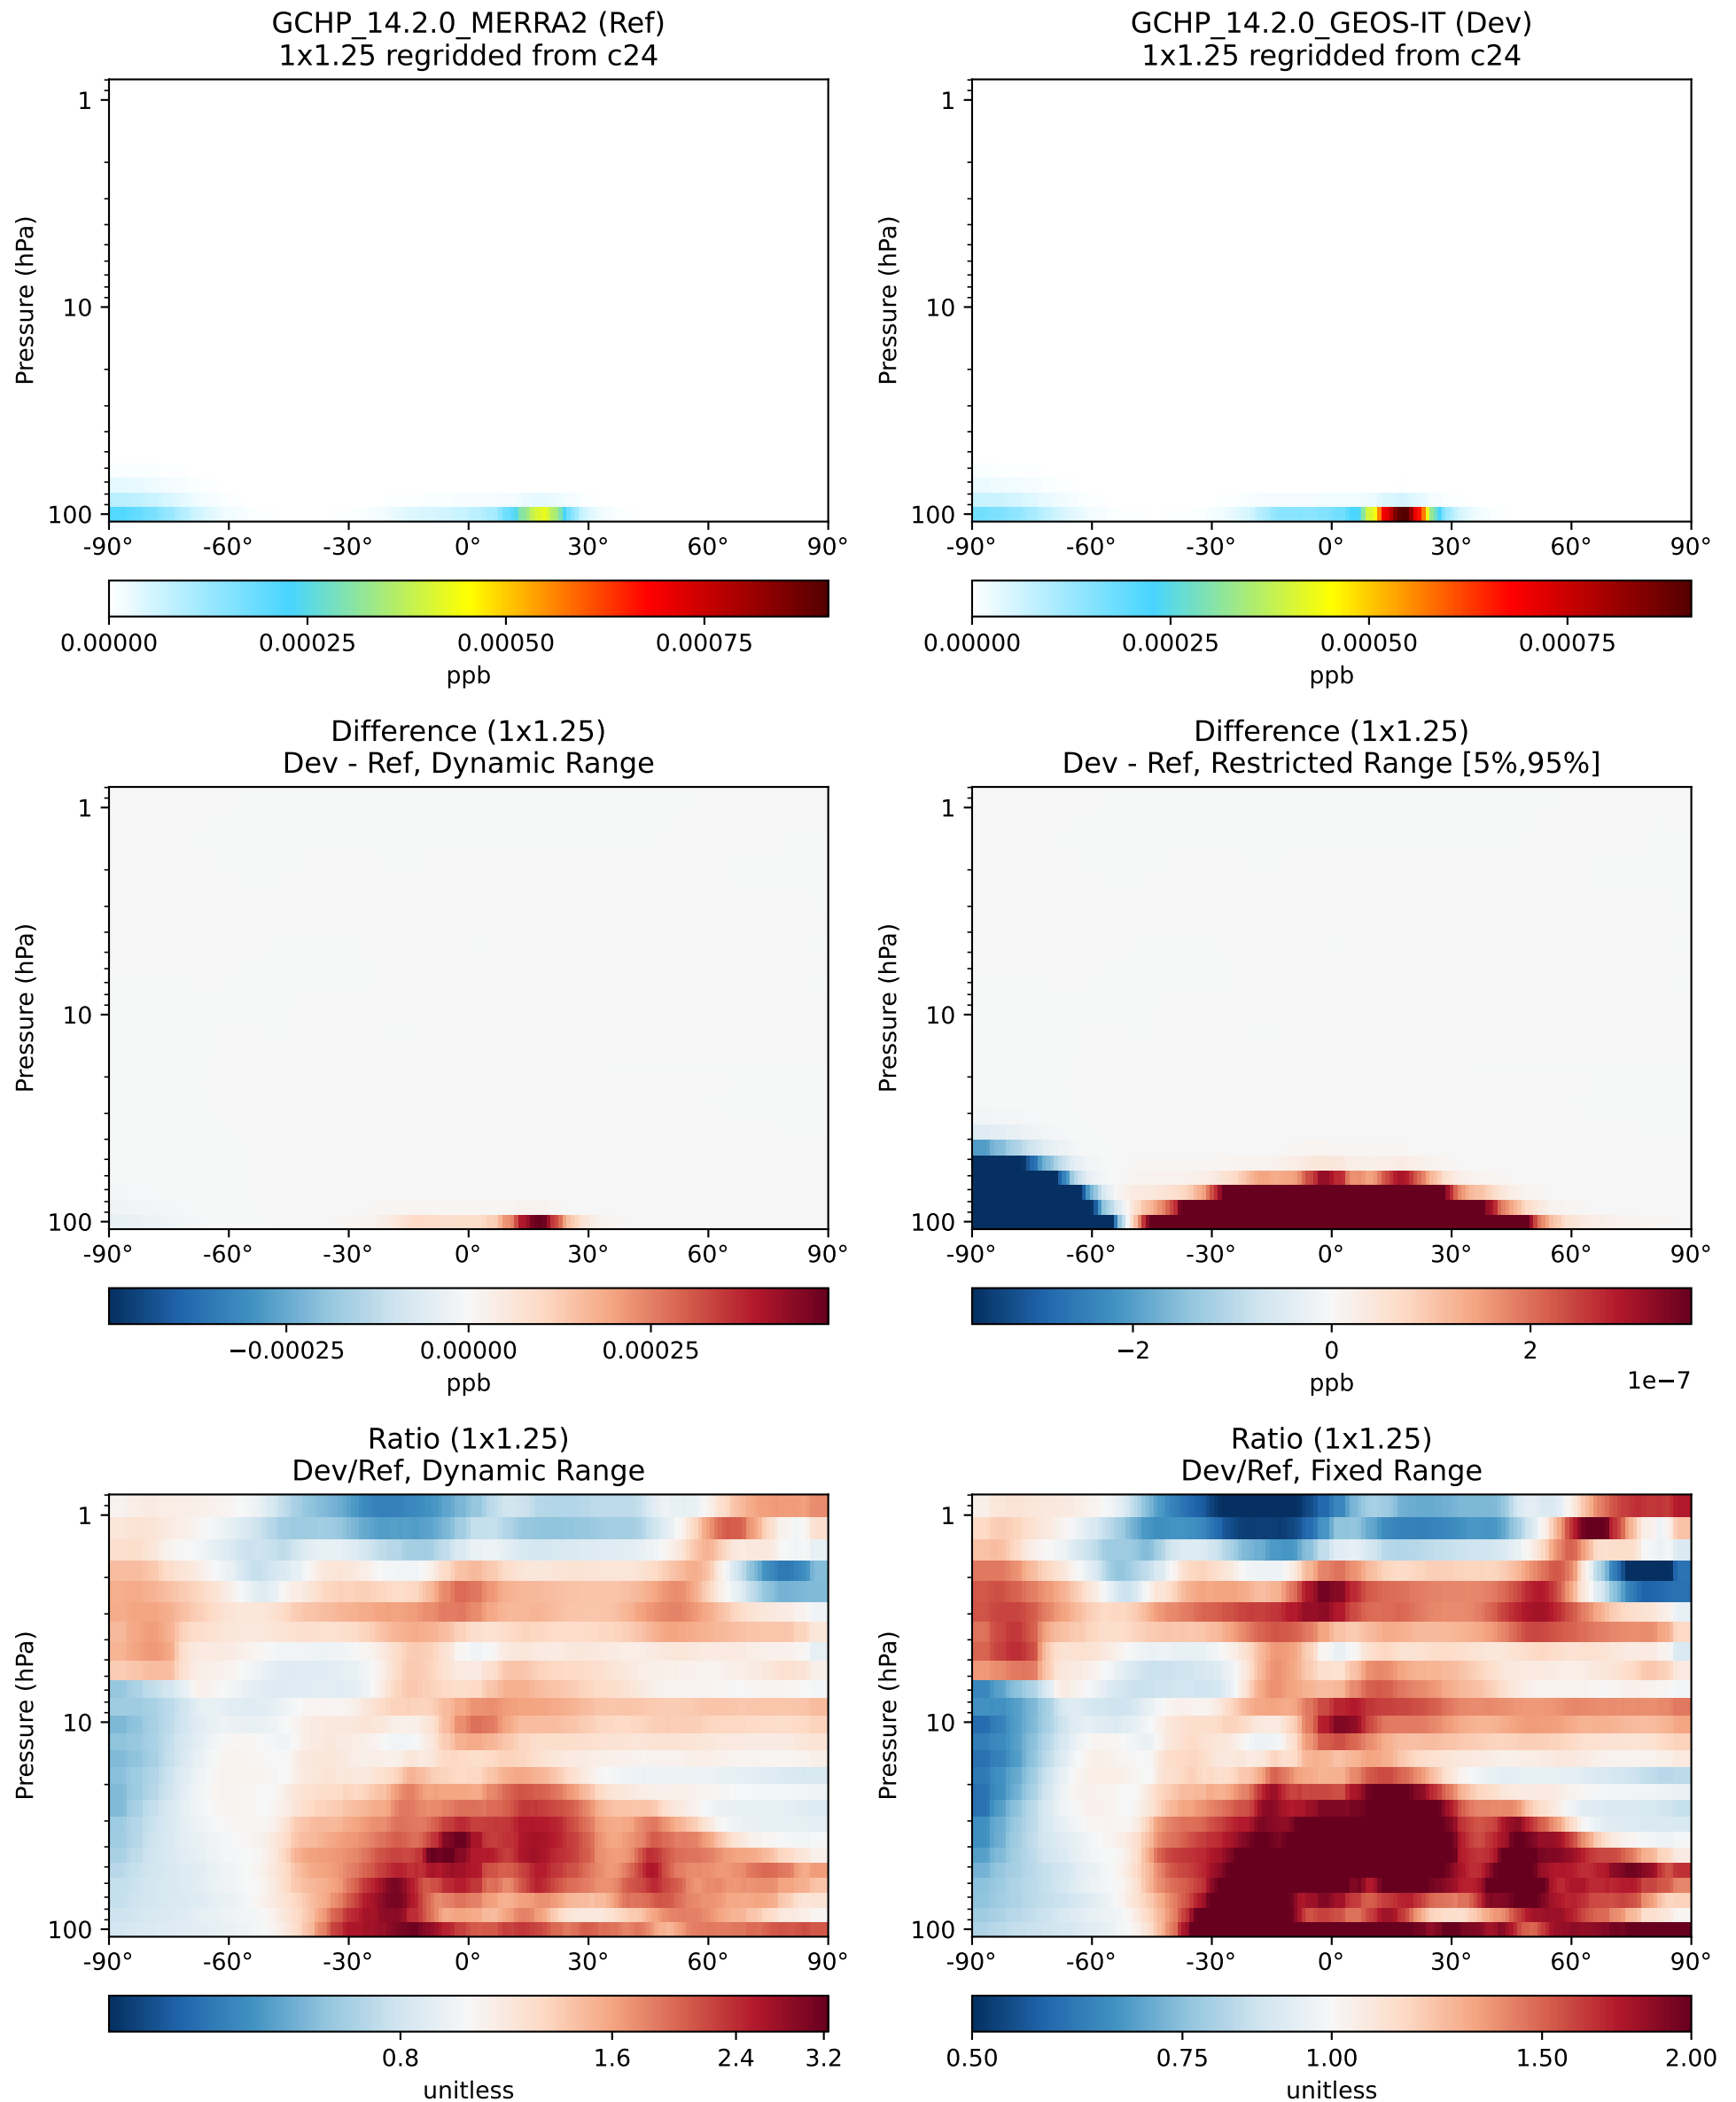 GCHP_14.2.0_MERRA2 (Ref)
1x1.25 regridded from c24
Pressure (hPa)
1
10
100
-90° -60° -30° 0° 30° 60° 90°
0.00000 0.00025 0.00050 0.00075
ppb
GCHP_14.2.0_GEOS-IT (Dev)
1x1.25 regridded from c24
Pressure (hPa)
1
10
100
-90° -60° -30° 0° 30° 60° 90°
0.00000 0.00025 0.00050 0.00075
ppb
Difference (1x1.25)
Dev - Ref, Dynamic Range
Pressure (hPa)
1
10
100
-90° -60° -30° 0° 30° 60° 90°
−0.00025 0.00000 0.00025
ppb
Difference (1x1.25)
Dev - Ref, Restricted Range [5%,95%]
Pressure (hPa)
1
10
100
-90° -60° -30° 0° 30° 60° 90°
−2 0 2
ppb
1e−7
Ratio (1x1.25)
Dev/Ref, Dynamic Range
Pressure (hPa)
1
10
100
-90° -60° -30° 0° 30° 60° 90°
0.8 1.6 2.4 3.2
unitless
Ratio (1x1.25)
Dev/Ref, Fixed Range
Pressure (hPa)
1
10
100
-90° -60° -30° 0° 30° 60° 90°
0.50 0.75 1.00 1.50 2.00
unitless